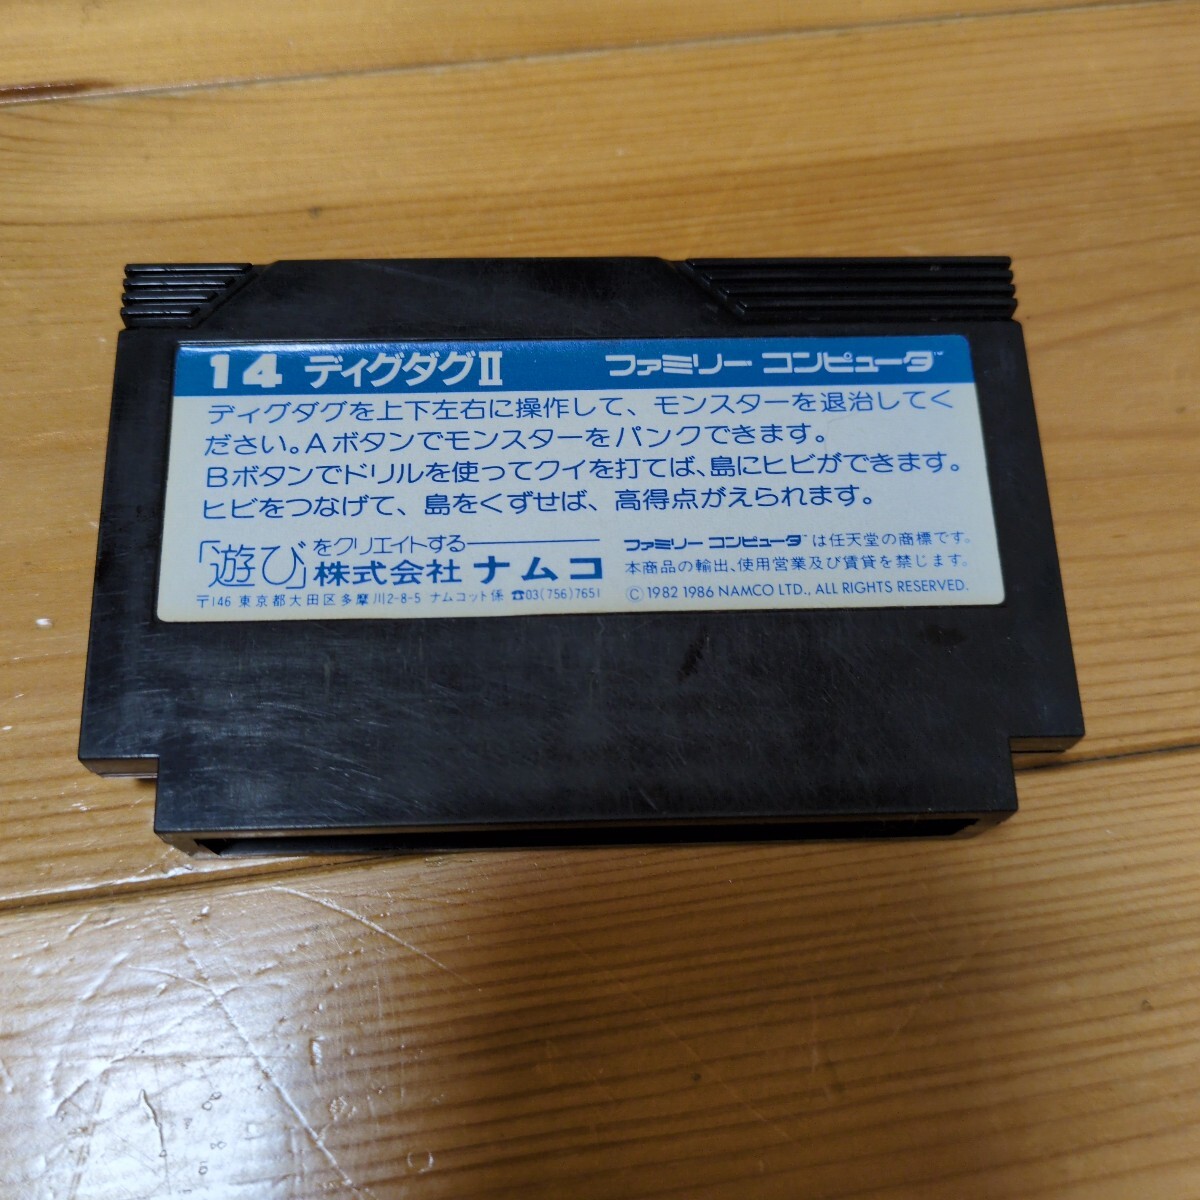 14 ディグダグII ファミリー コンピュータ™
ディグダグを上下左右に操作して、モンスターを退治してく
ださい。Aボタンでモンスターをパンクできます。
Bボタンでドリルを使ってクイを打てば、島にヒビができます。
ヒビをつなげて、島をくずせば、高得点がえられます。
「遊び」をクリエイトする
株式会社 ナムコ
〒146 東京都大田区多摩川2-8-5 ナムコット係 ☎03(756)7651
ファミリー コンピュータ™は任天堂の商標です。
本商品の輸出、使用営業及び賃貸を禁じます。
©1982 1986 NAMCO LTD., ALL RIGHTS RESERVED.